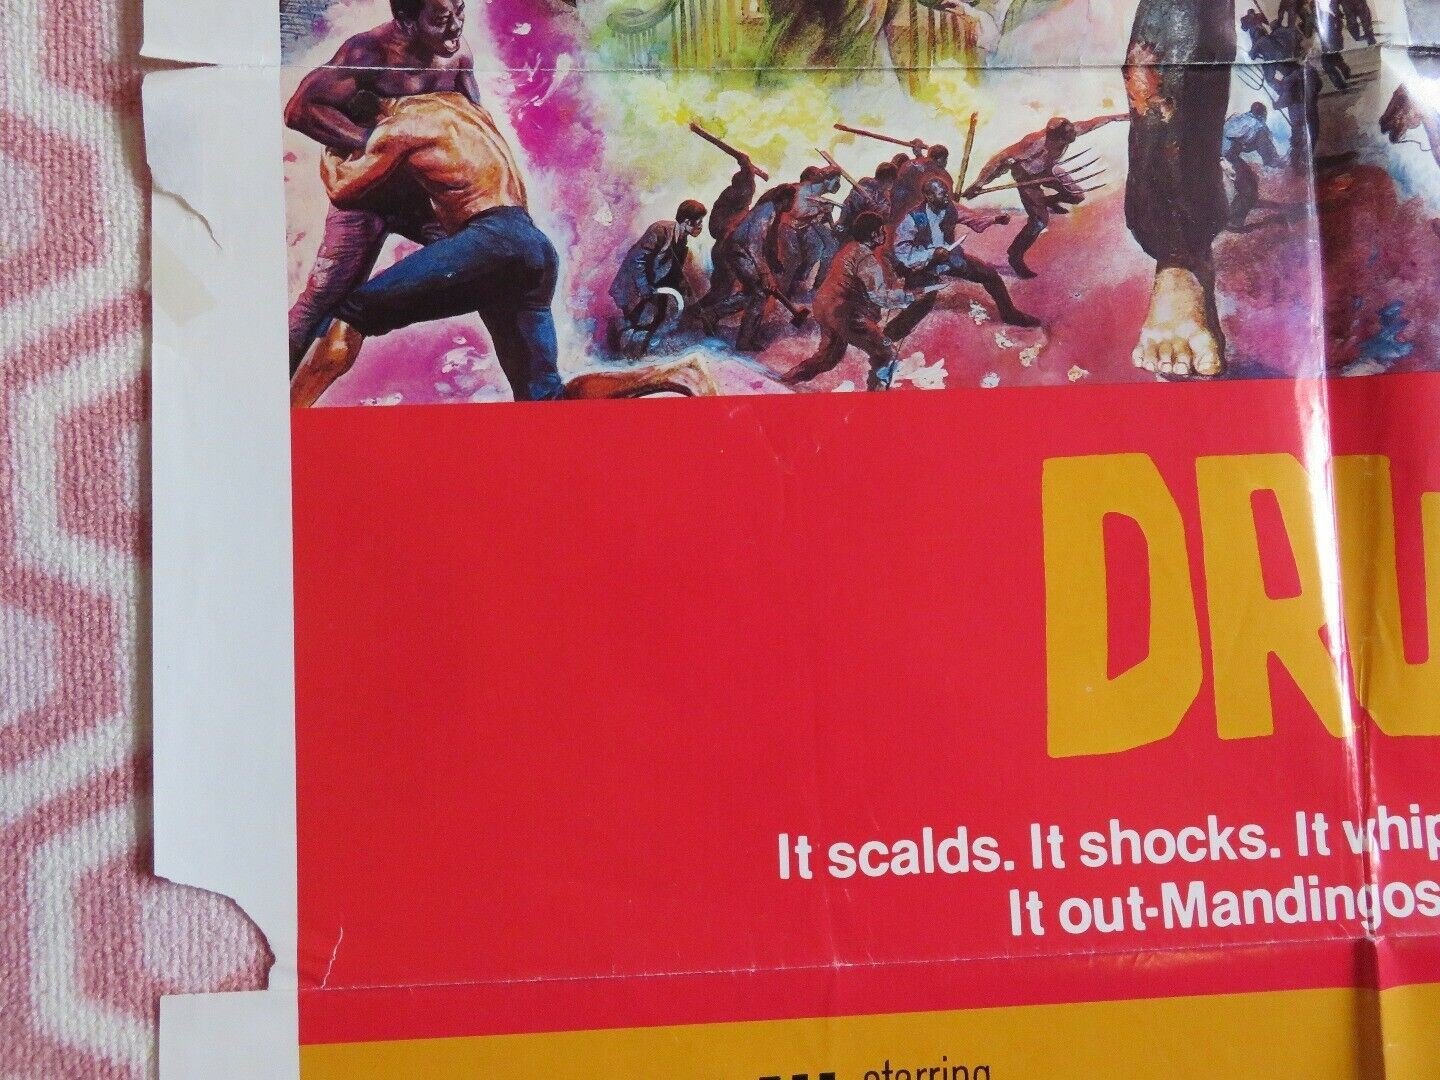 DRU
It scalds. It shocks. It whip
It out-Mandingos
starring